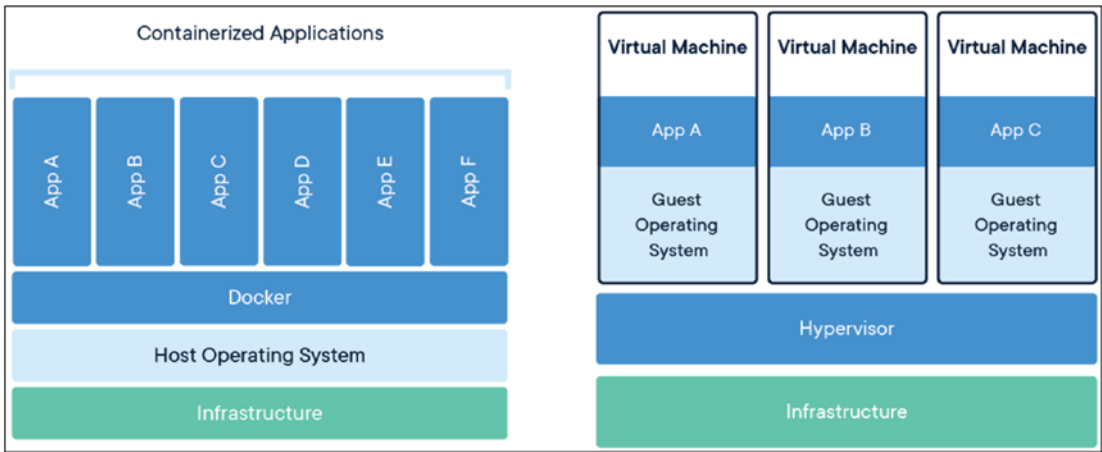 Containerized Applications
App A
App B
App C
App D
App E
App F
Docker
Host Operating System
Infrastructure
Virtual Machine
App A
Guest
Operating
System
Virtual Machine
App B
Guest
Operating
System
Virtual Machine
App C
Guest
Operating
System
Hypervisor
Infrastructure